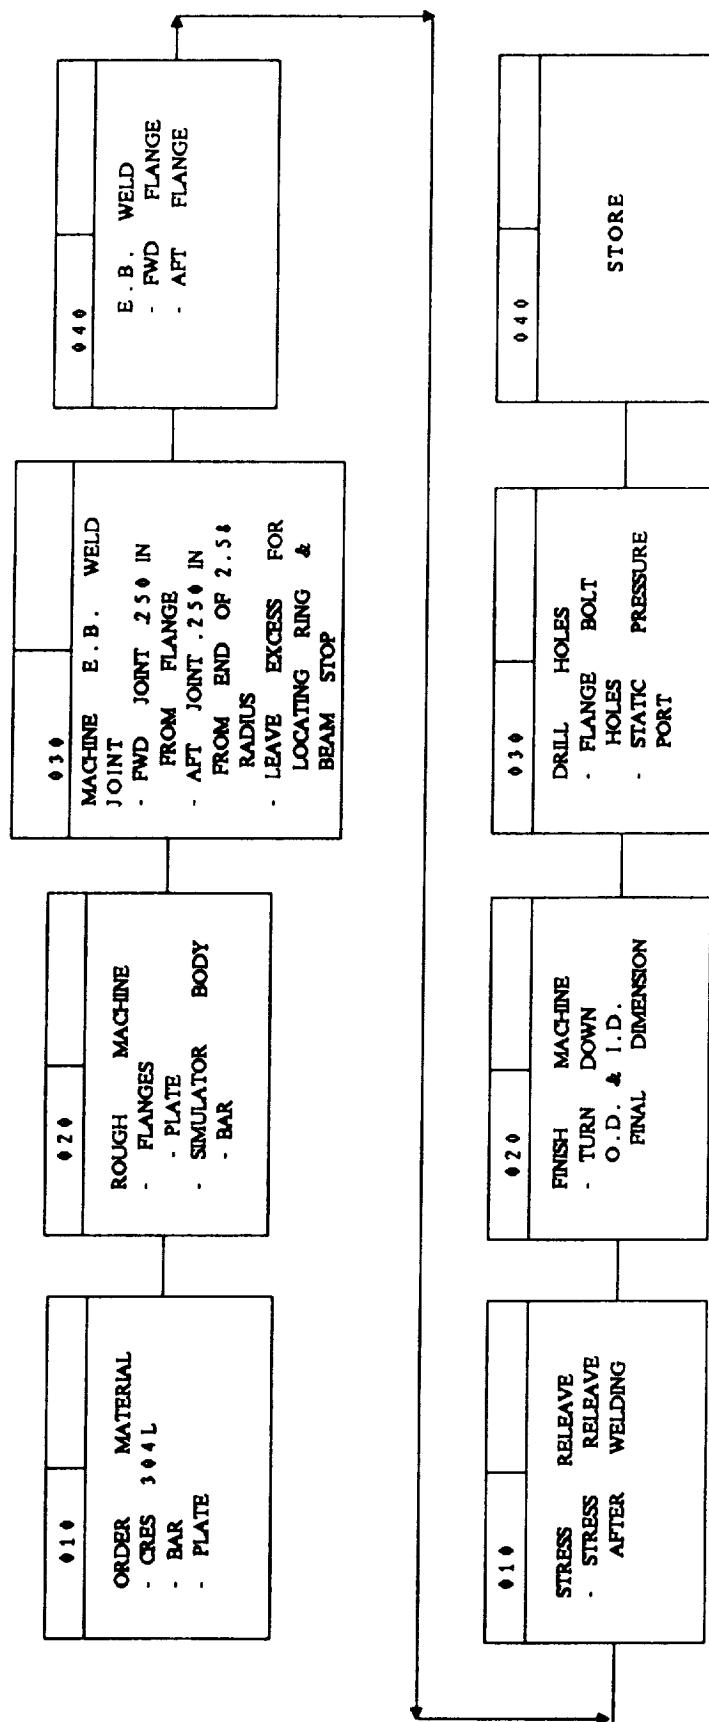 010
ORDER MATERIAL
- CRES 304L
- BAR
- PLATE
020
ROUGH MACHINE
- FLANGES
- PLATE
- SIMULATOR BODY
- BAR
030
MACHINE E.B. WELD
JOINT
- FWD JOINT .250 IN
FROM FLANGE
- AFT JOINT .250 IN
FROM END OF 2.58
RADIUS
- LEAVE EXCESS FOR
LOCATING RING &
BEAM STOP
040
E.B. WELD
- FWD FLANGE
- AFT FLANGE
010
STRESS RELEAVE
- STRESS RELEAVE
AFTER WELDING
020
FINISH MACHINE
- TURN DOWN
O.D. & I.D.
FINAL DIMENSION
030
DRILL HOLES
- FLANGE BOLT
HOLES
- STATIC PRESSURE
PORT
040
STORE